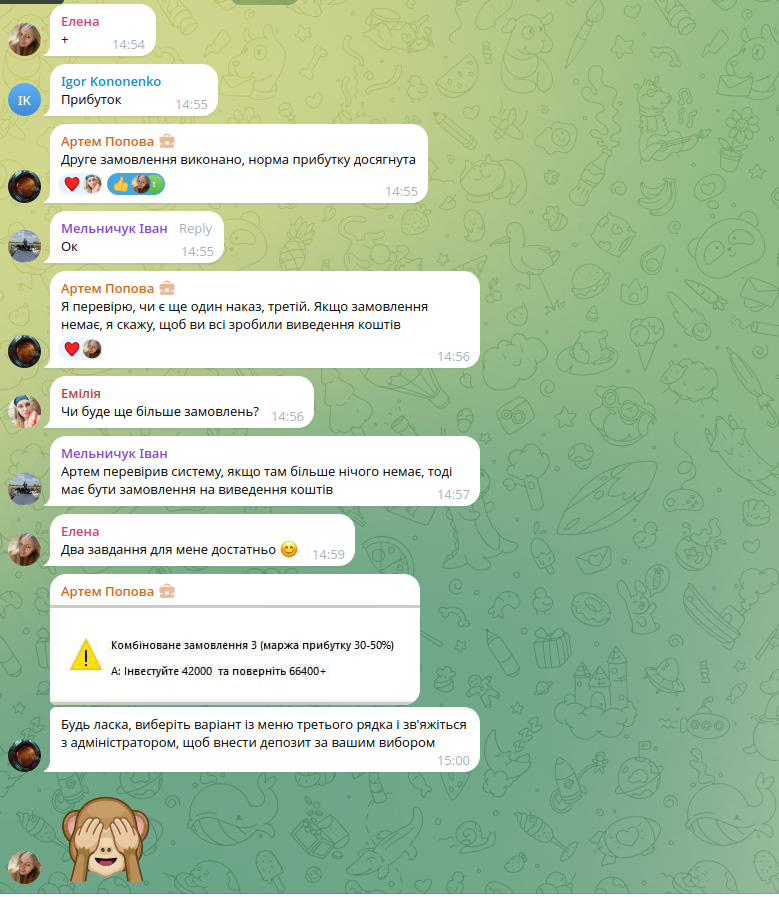 Елена
+
14:54
IK
Igor Kononenko
Прибуток
14:55
Артем Попова
Друге замовлення виконано, норма прибутку досягнута
14:55
Мельничук Іван Reply
Ок
14:55
Артем Попова
Я перевірю, чи є ще один наказ, третій. Якщо замовлення
немає, я скажу, щоб ви всі зробили виведення коштів
14:56
Емілія
Чи буде ще більше замовлень? 14:56
Мельничук Іван
Артем перевірив систему, якщо там більше нічого немає, тоді
має бути замовлення на виведення коштів
14:57
Елена
Два завдання для мене достатньо 😊 14:59
Артем Попова
Комбіноване замовлення 3 (маржа прибутку 30-50%)
А: Інвестуйте 42000 та поверніть 66400+
Будь ласка, виберіть варіант із меню третього рядка і зв'яжіться
з адміністратором, щоб внести депозит за вашим вибором
15:00